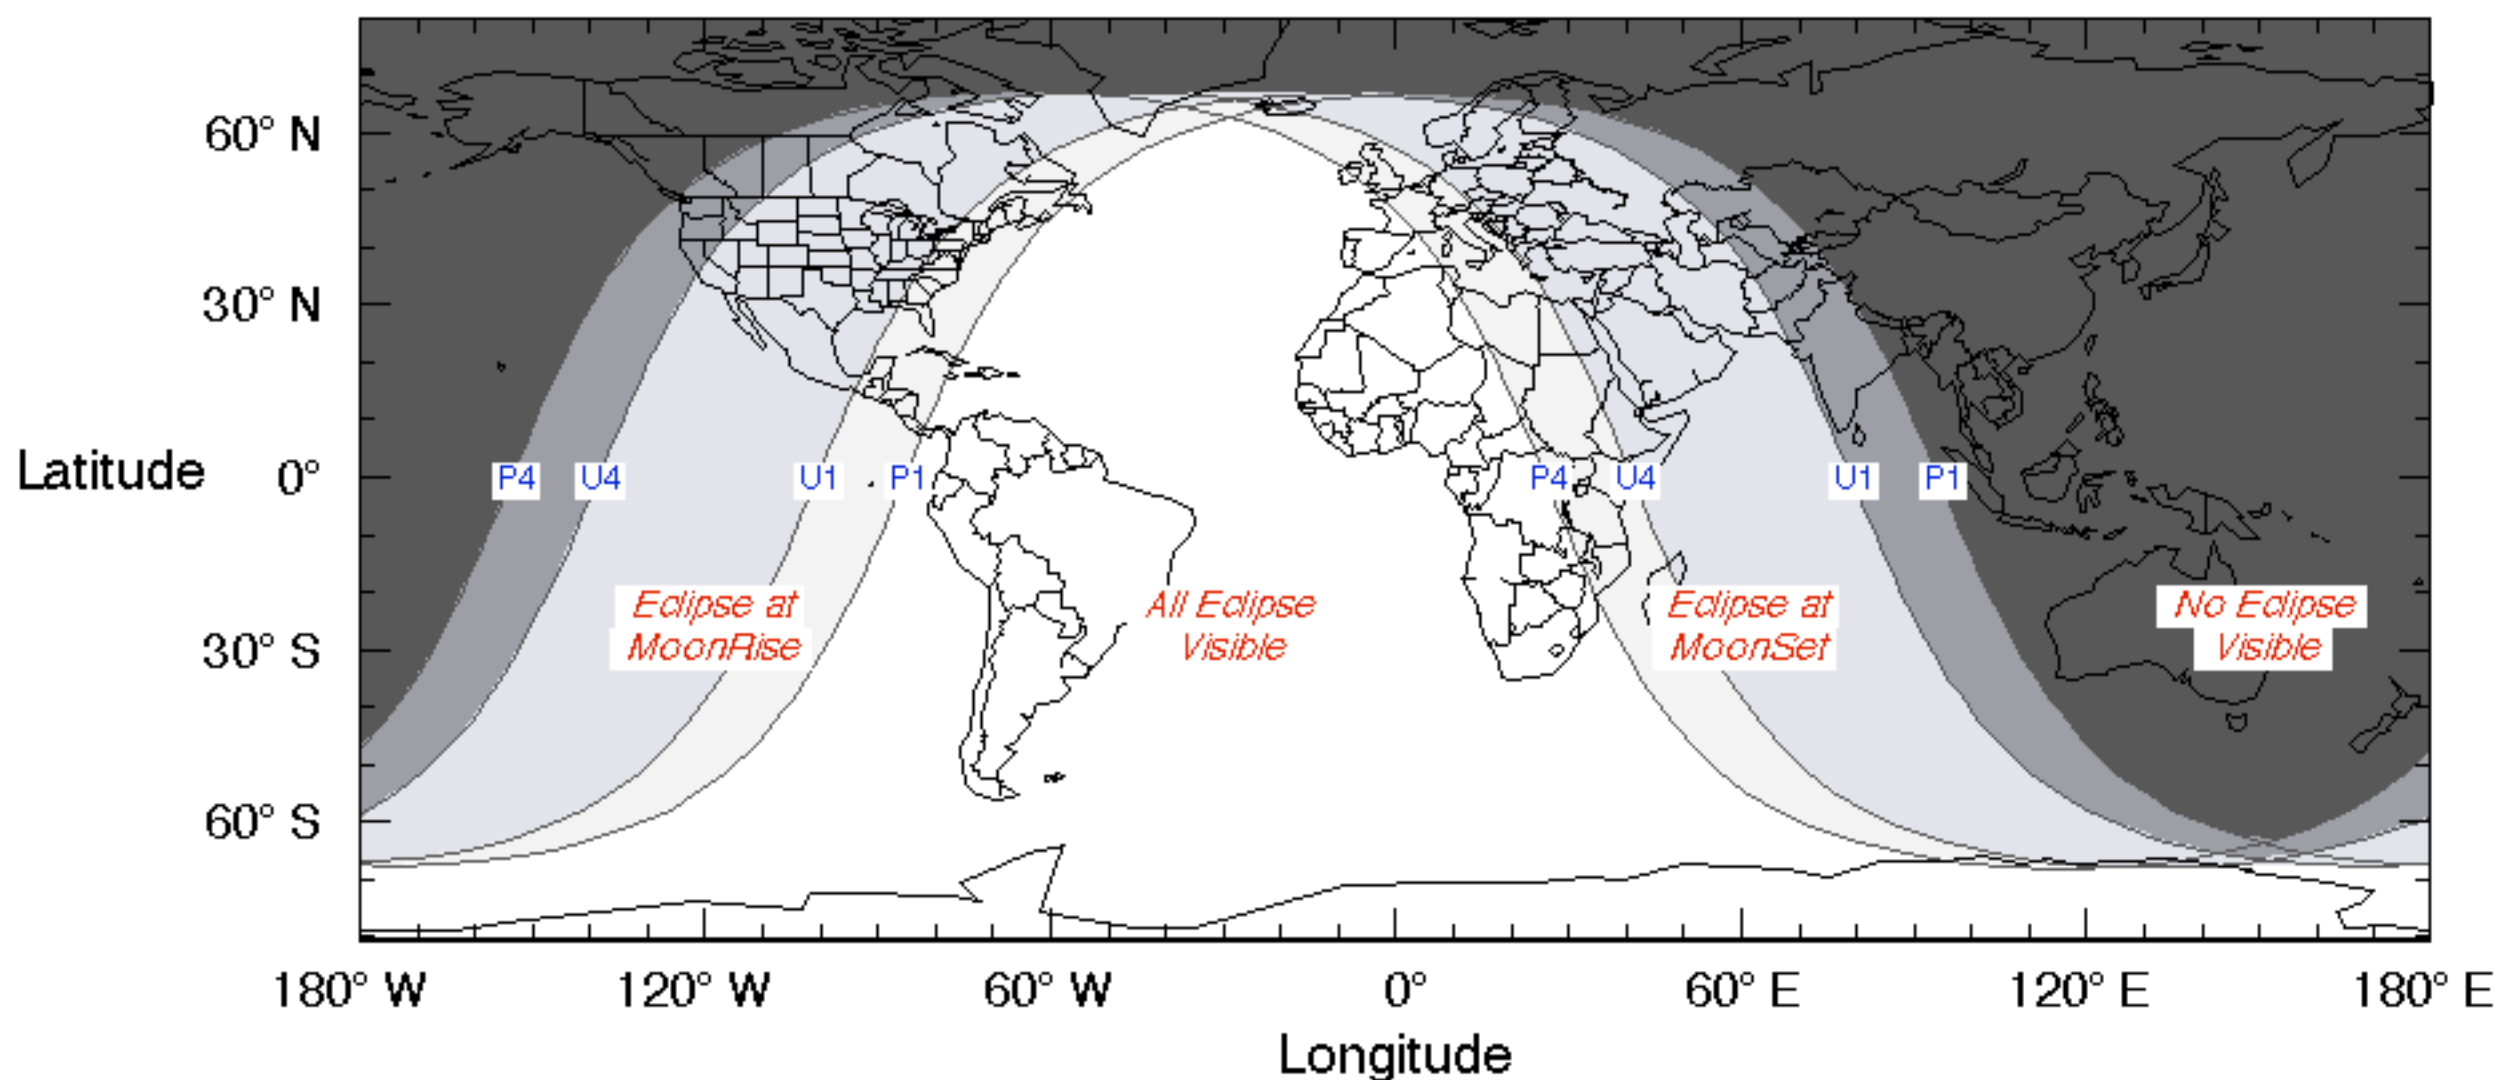 60° N
30° N
Latitude
0°
P4
U4
U1
P1
P4
U4
U1
P1
Eclipse at
MoonRise
All Eclipse
Visible
Eclipse at
MoonSet
No Eclipse
Visible
30° S
60° S
180° W
120° W
60° W
0°
60° E
120° E
180° E
Longitude